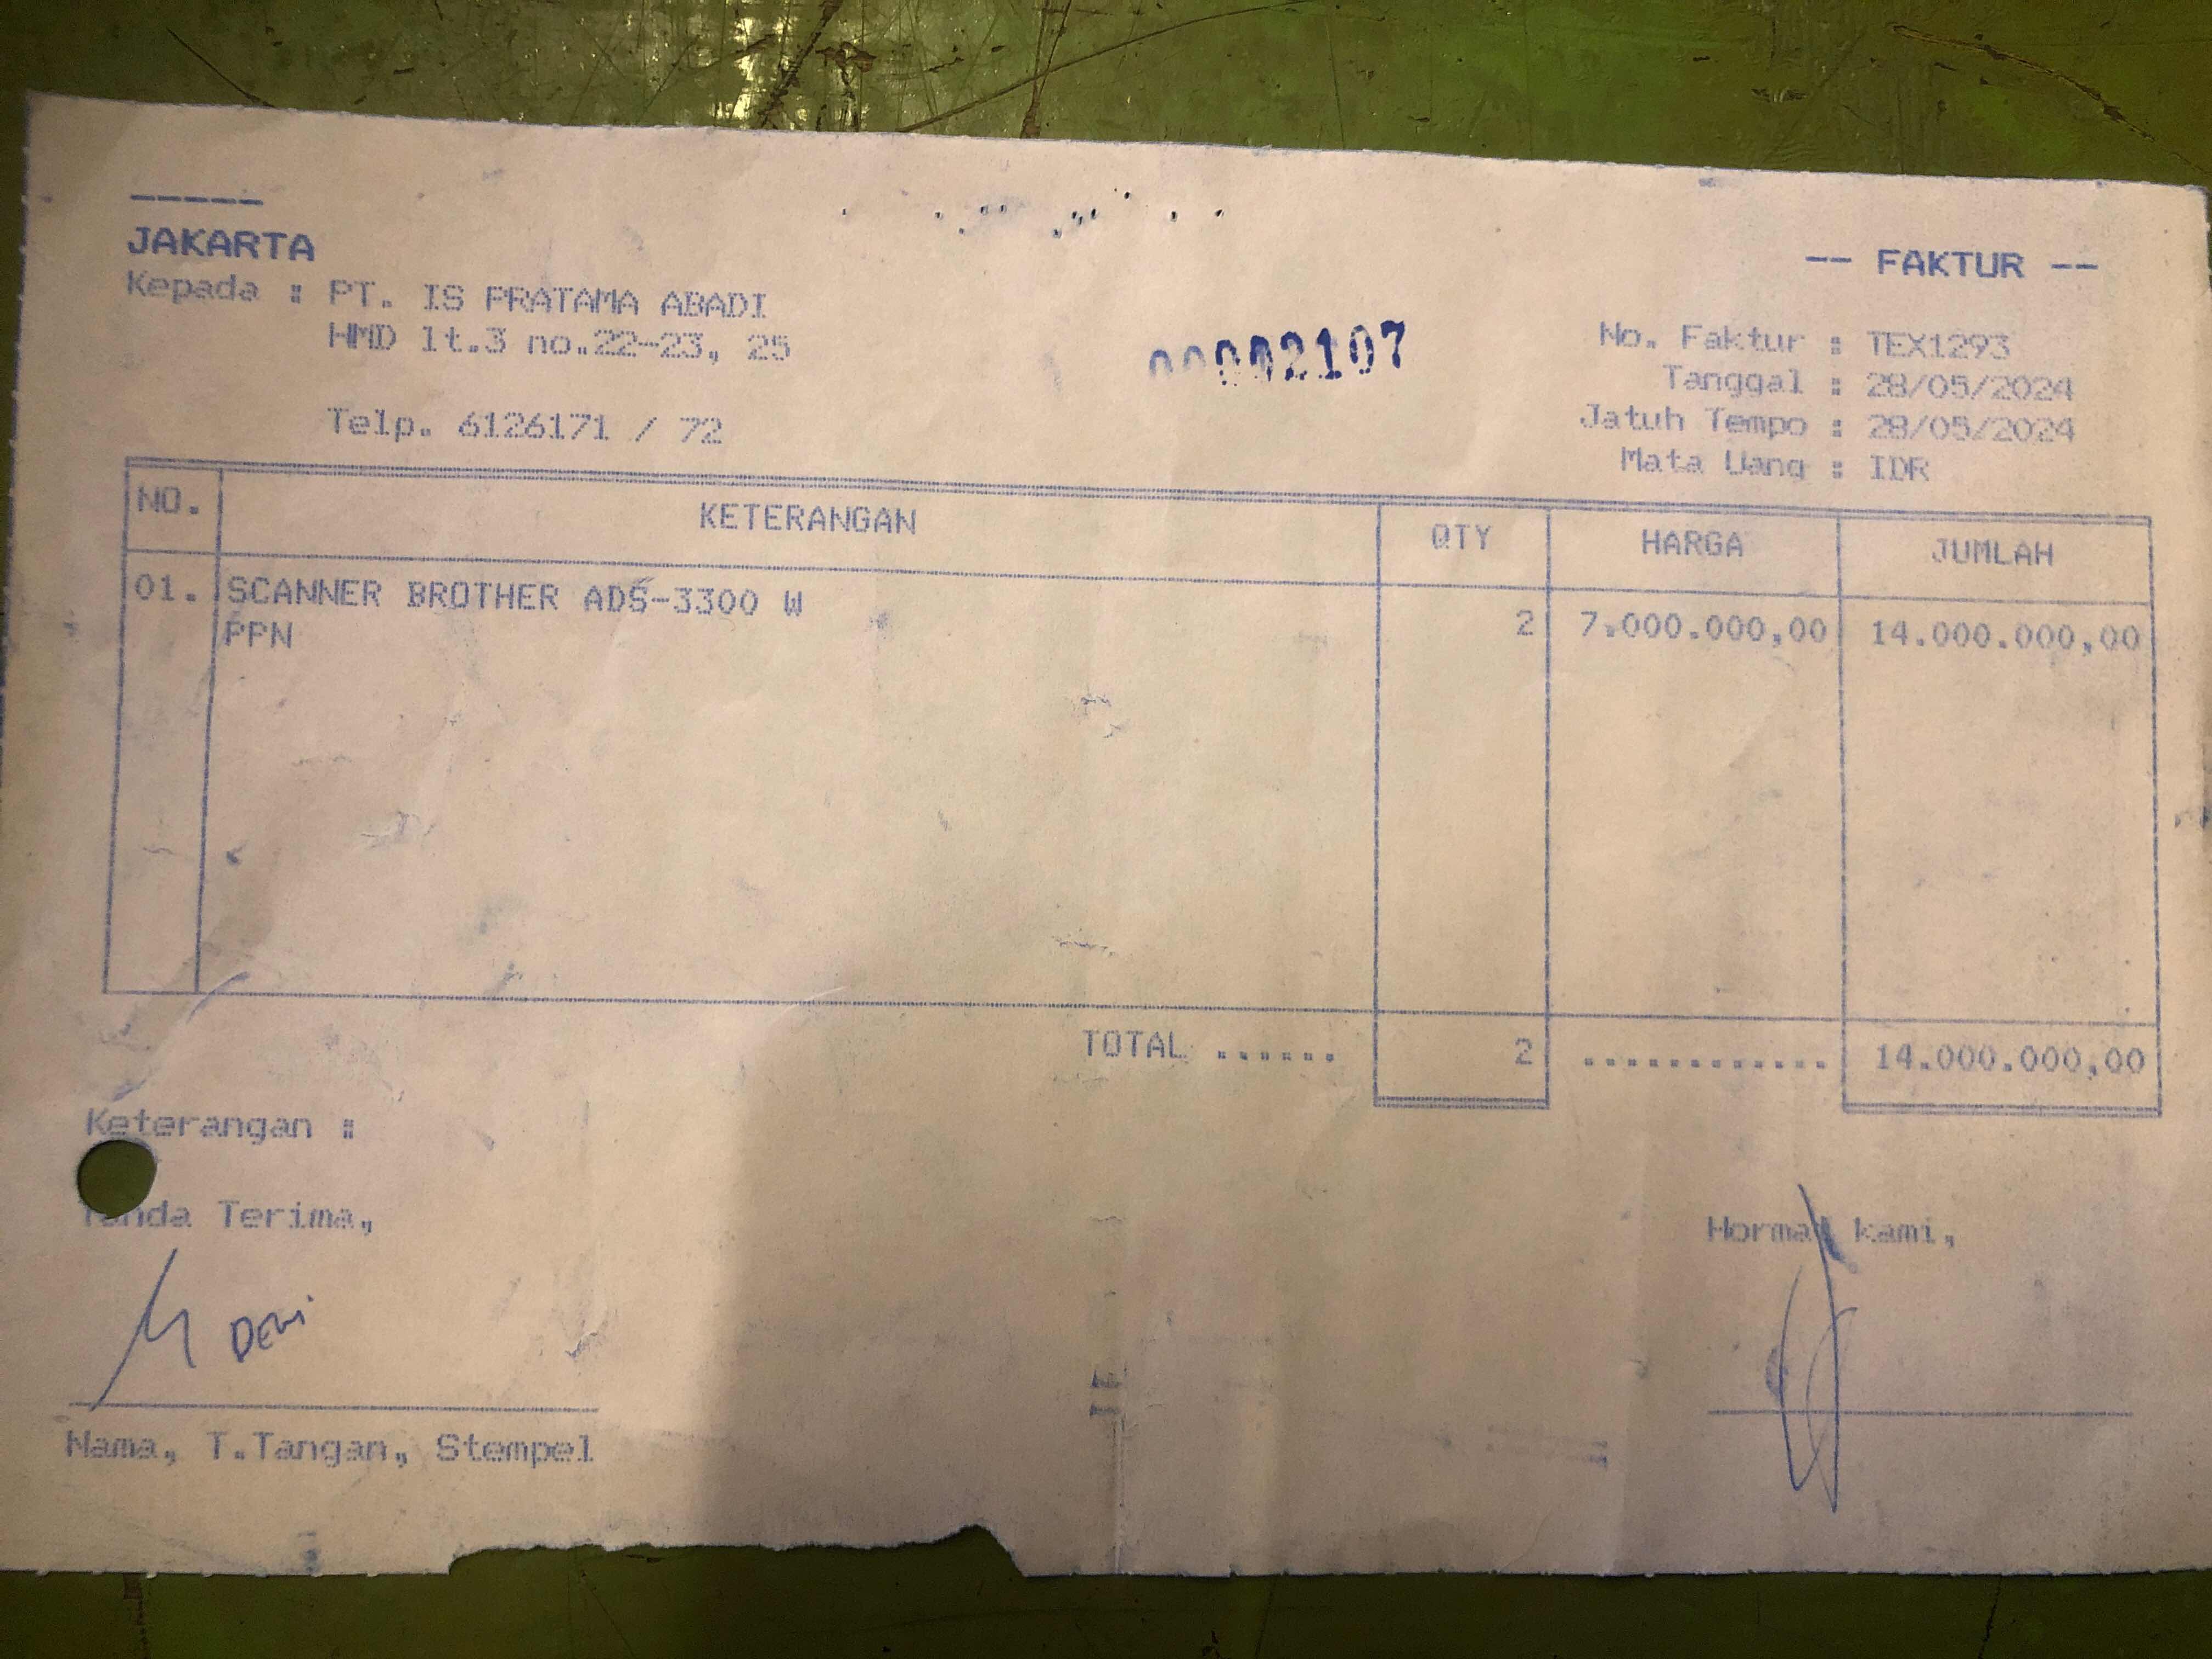 -----
JAKARTA
-- FAKTUR --
Kepada : PT. IS PRATAMA ABADI
HMD lt.3 no.22-23, 25
Telp. 6126171 / 72
00002107
No. Faktur : TEX1293
Tanggal : 28/05/2024
Jatuh Tempo : 28/05/2024
Mata Uang : IDR
NO. KETERANGAN QTY HARGA JUMLAH
01. SCANNER BROTHER ADS-3300 W
PPN 2 7.000.000,00 14.000.000,00
TOTAL ...... 2 ............ 14.000.000,00
Keterangan :
Tanda Terima,
Hormat kami,
Nama, T.Tangan, Stempel